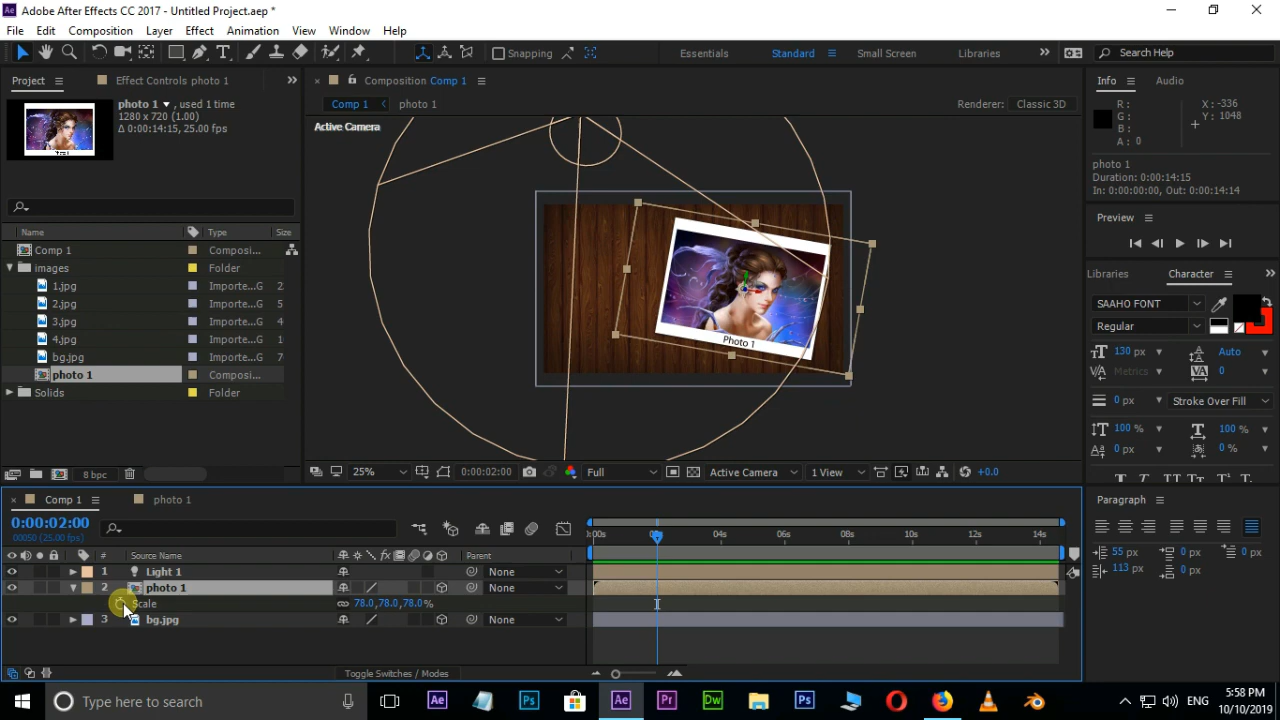 Adobe After Effects CC 2017 - Untitled Project.aep *
File Edit Composition Layer Effect Animation View Window Help
Snapping Essentials Standard Small Screen Libraries Search Help
Project Effect Controls photo 1
photo 1 , used 1 time
1280 x 720 (1.00)
Δ 0:00:14:15, 25.00 fps
Name Type Size
Comp 1 Composi...
images Folder
1.jpg Importe...G 2
2.jpg Importe...G 5
3.jpg Importe...G 4
4.jpg Importe...G 1
bg.jpg Importe...G 7
photo 1 Composi...
Solids Folder
8 bpc
Composition Comp 1
Comp 1 photo 1 Renderer: Classic 3D
Active Camera
Photo 1
25% 0:00:02:00 Full Active Camera 1 View +0.0
Info Audio
R: X: -336
G: Y: 1048
B:
A: 0
photo 1
Duration: 0:00:14:15
In: 0:00:00:00, Out: 0:00:14:14
Preview
Libraries Character
SAAHO FONT
Regular
130 px Auto
Metrics 0
0 px Stroke Over Fill
100 % 100 %
0 px 0 %
Paragraph
55 px 0 px 0 px
113 px 0 px
Comp 1 photo 1
0:00:02:00
00050 (25.00 fps)
:00s 02s 04s 06s 08s 10s 12s 14s
# Source Name Parent
1 Light 1 None
2 photo 1 None
Scale 78.0,78.0,78.0%
3 bg.jpg None
Toggle Switches / Modes
Type here to search
ENG
5:58 PM
10/10/2019